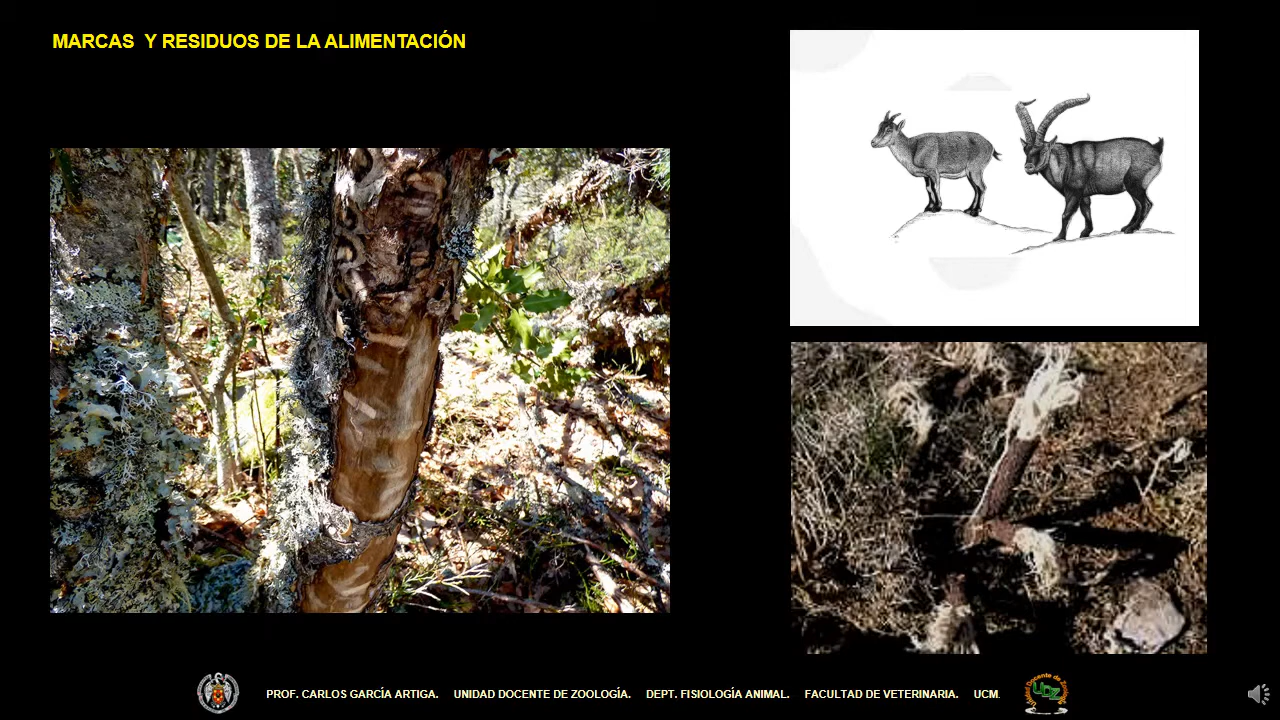 MARCAS Y RESIDUOS DE LA ALIMENTACIÓN
PROF. CARLOS GARCÍA ARTIGA. UNIDAD DOCENTE DE ZOOLOGÍA. DEPT. FISIOLOGÍA ANIMAL. FACULTAD DE VETERINARIA. UCM.
UDZ